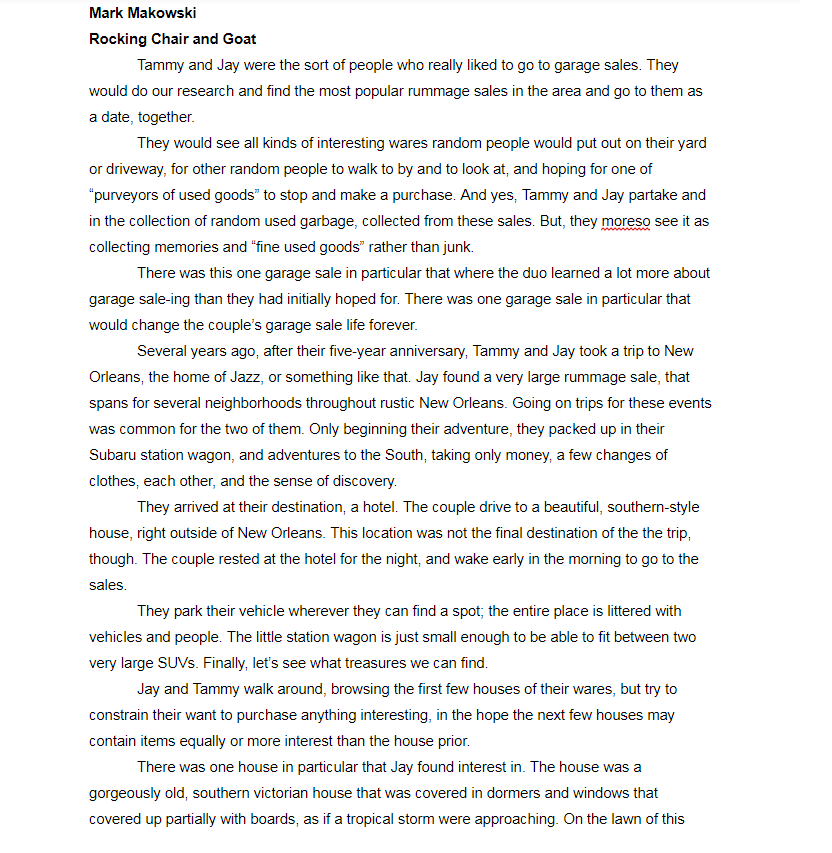 Mark Makowski
Rocking Chair and Goat
Tammy and Jay were the sort of people who really liked to go to garage sales. They
would do our research and find the most popular rummage sales in the area and go to them as
a date, together.
They would see all kinds of interesting wares random people would put out on their yard
or driveway, for other random people to walk to by and to look at, and hoping for one of
“purveyors of used goods” to stop and make a purchase. And yes, Tammy and Jay partake and
in the collection of random used garbage, collected from these sales. But, they moreso see it as
collecting memories and “fine used goods” rather than junk.
There was this one garage sale in particular that where the duo learned a lot more about
garage sale-ing than they had initially hoped for. There was one garage sale in particular that
would change the couple’s garage sale life forever.
Several years ago, after their five-year anniversary, Tammy and Jay took a trip to New
Orleans, the home of Jazz, or something like that. Jay found a very large rummage sale, that
spans for several neighborhoods throughout rustic New Orleans. Going on trips for these events
was common for the two of them. Only beginning their adventure, they packed up in their
Subaru station wagon, and adventures to the South, taking only money, a few changes of
clothes, each other, and the sense of discovery.
They arrived at their destination, a hotel. The couple drive to a beautiful, southern-style
house, right outside of New Orleans. This location was not the final destination of the the trip,
though. The couple rested at the hotel for the night, and wake early in the morning to go to the
sales.
They park their vehicle wherever they can find a spot; the entire place is littered with
vehicles and people. The little station wagon is just small enough to be able to fit between two
very large SUVs. Finally, let’s see what treasures we can find.
Jay and Tammy walk around, browsing the first few houses of their wares, but try to
constrain their want to purchase anything interesting, in the hope the next few houses may
contain items equally or more interest than the house prior.
There was one house in particular that Jay found interest in. The house was a
gorgeously old, southern victorian house that was covered in dormers and windows that
covered up partially with boards, as if a tropical storm were approaching. On the lawn of this